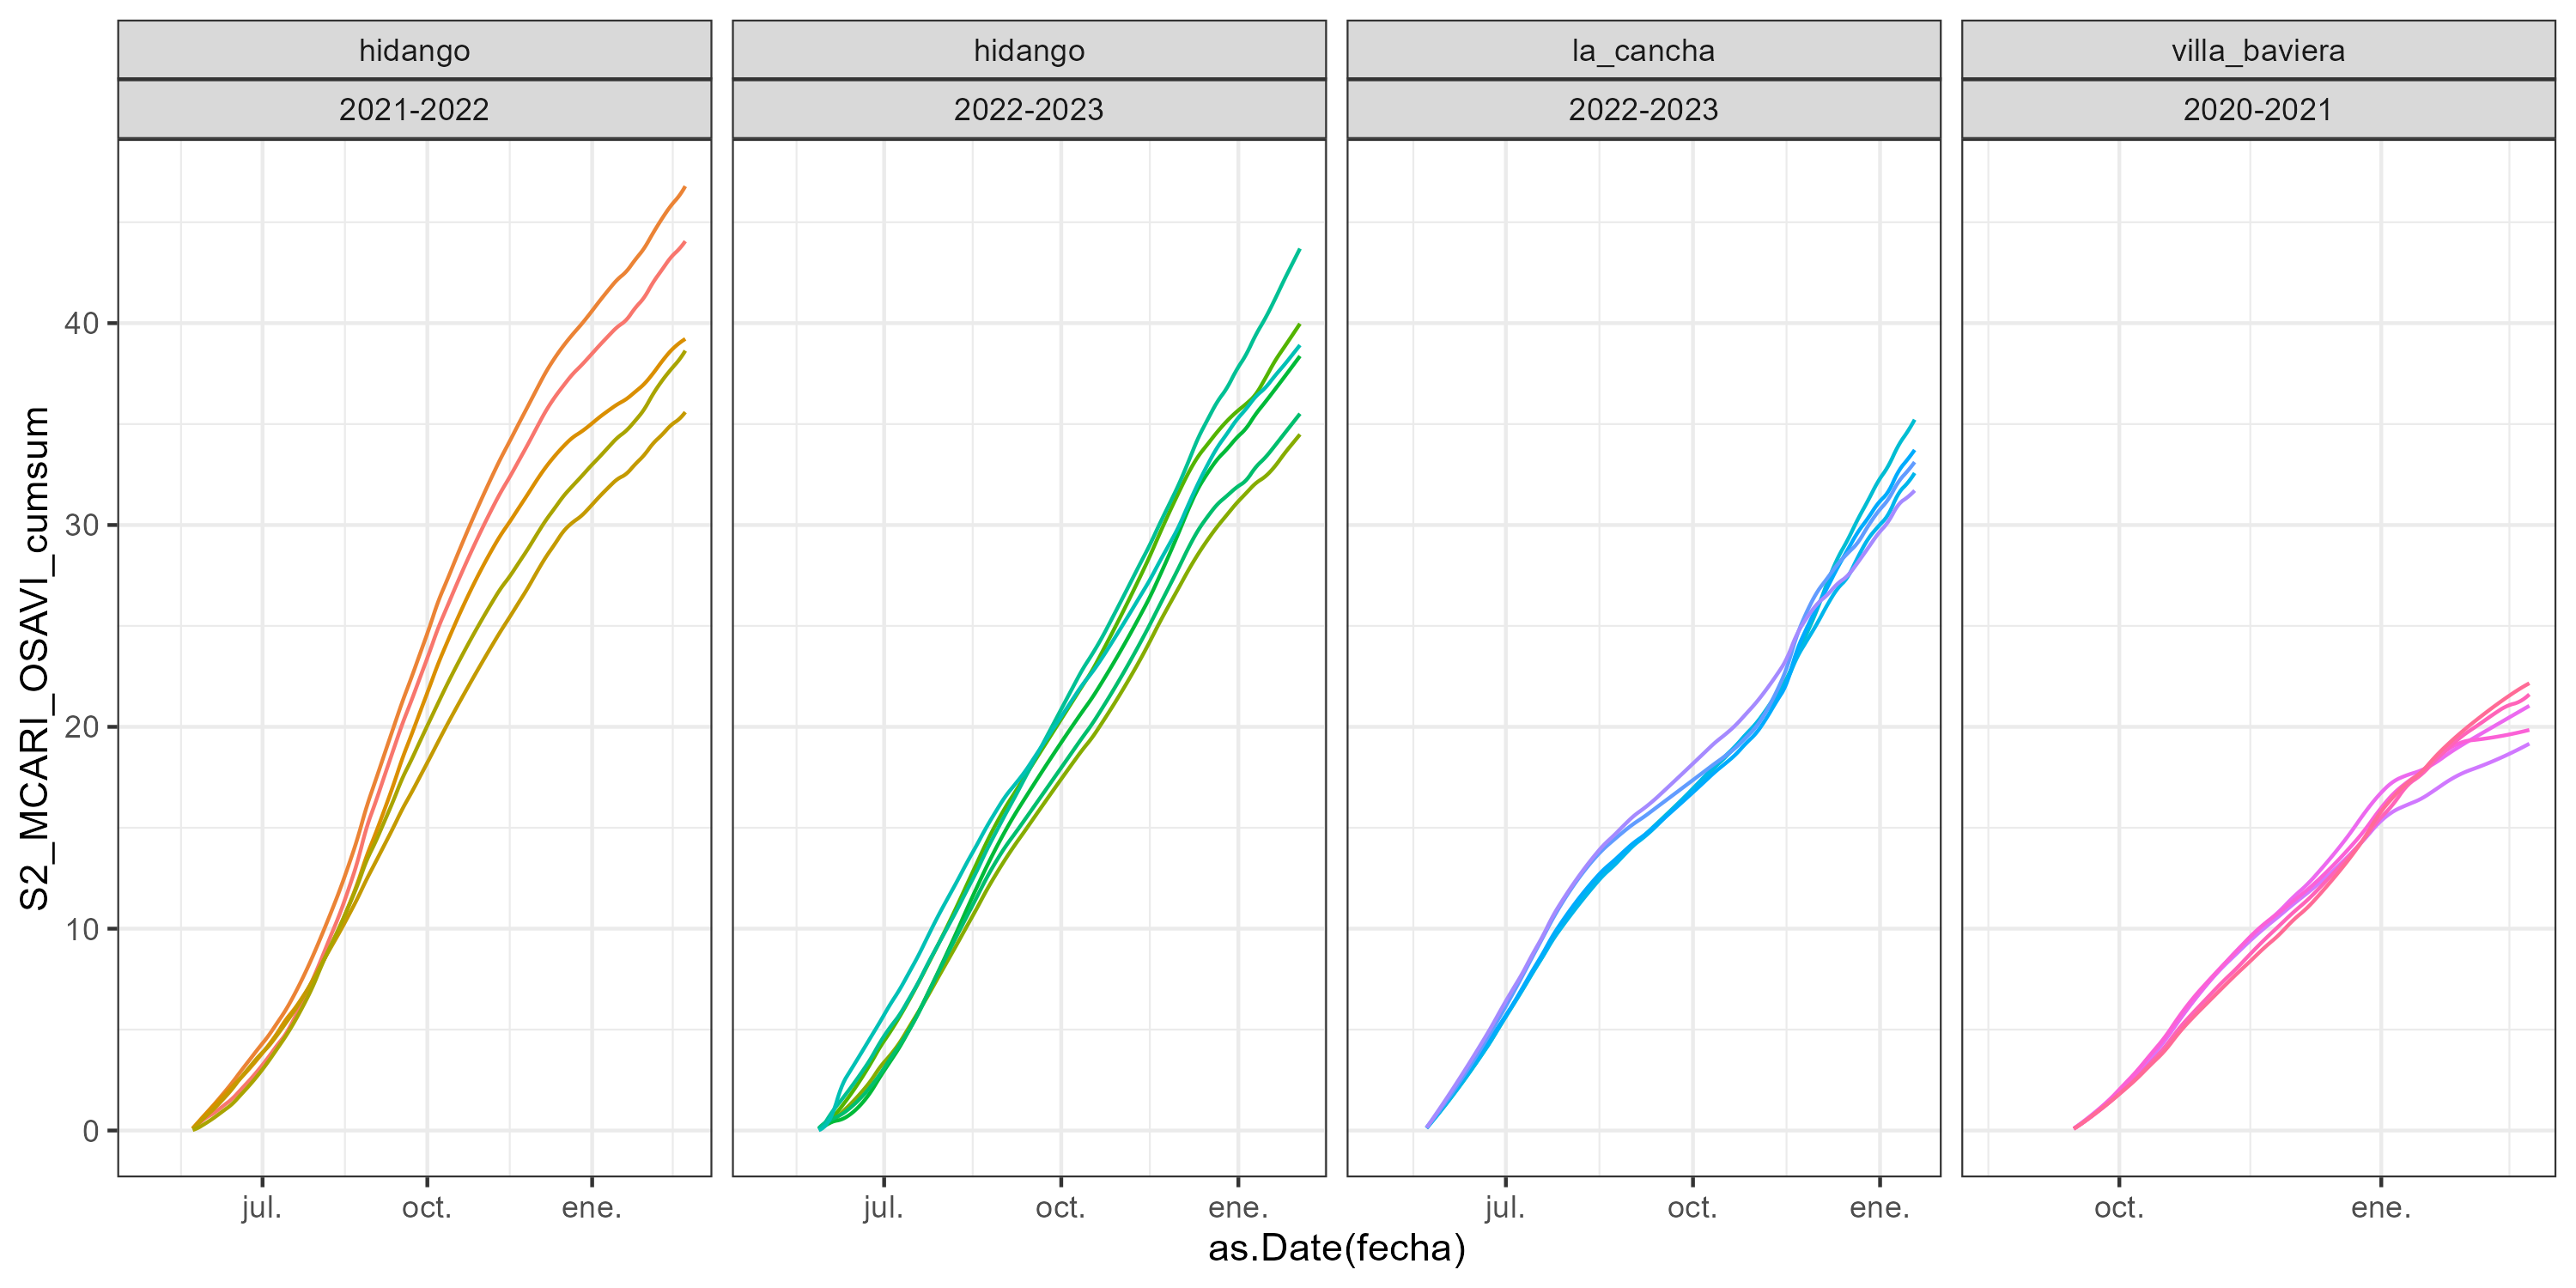 hidango
hidango
la_cancha
villa_baviera
2021-2022
2022-2023
2022-2023
2020-2021
S2_MCARI_OSAVI_cumsum
40
30
20
10
0
jul. oct. ene.
jul. oct. ene.
jul. oct. ene.
oct. ene.
as.Date(fecha)